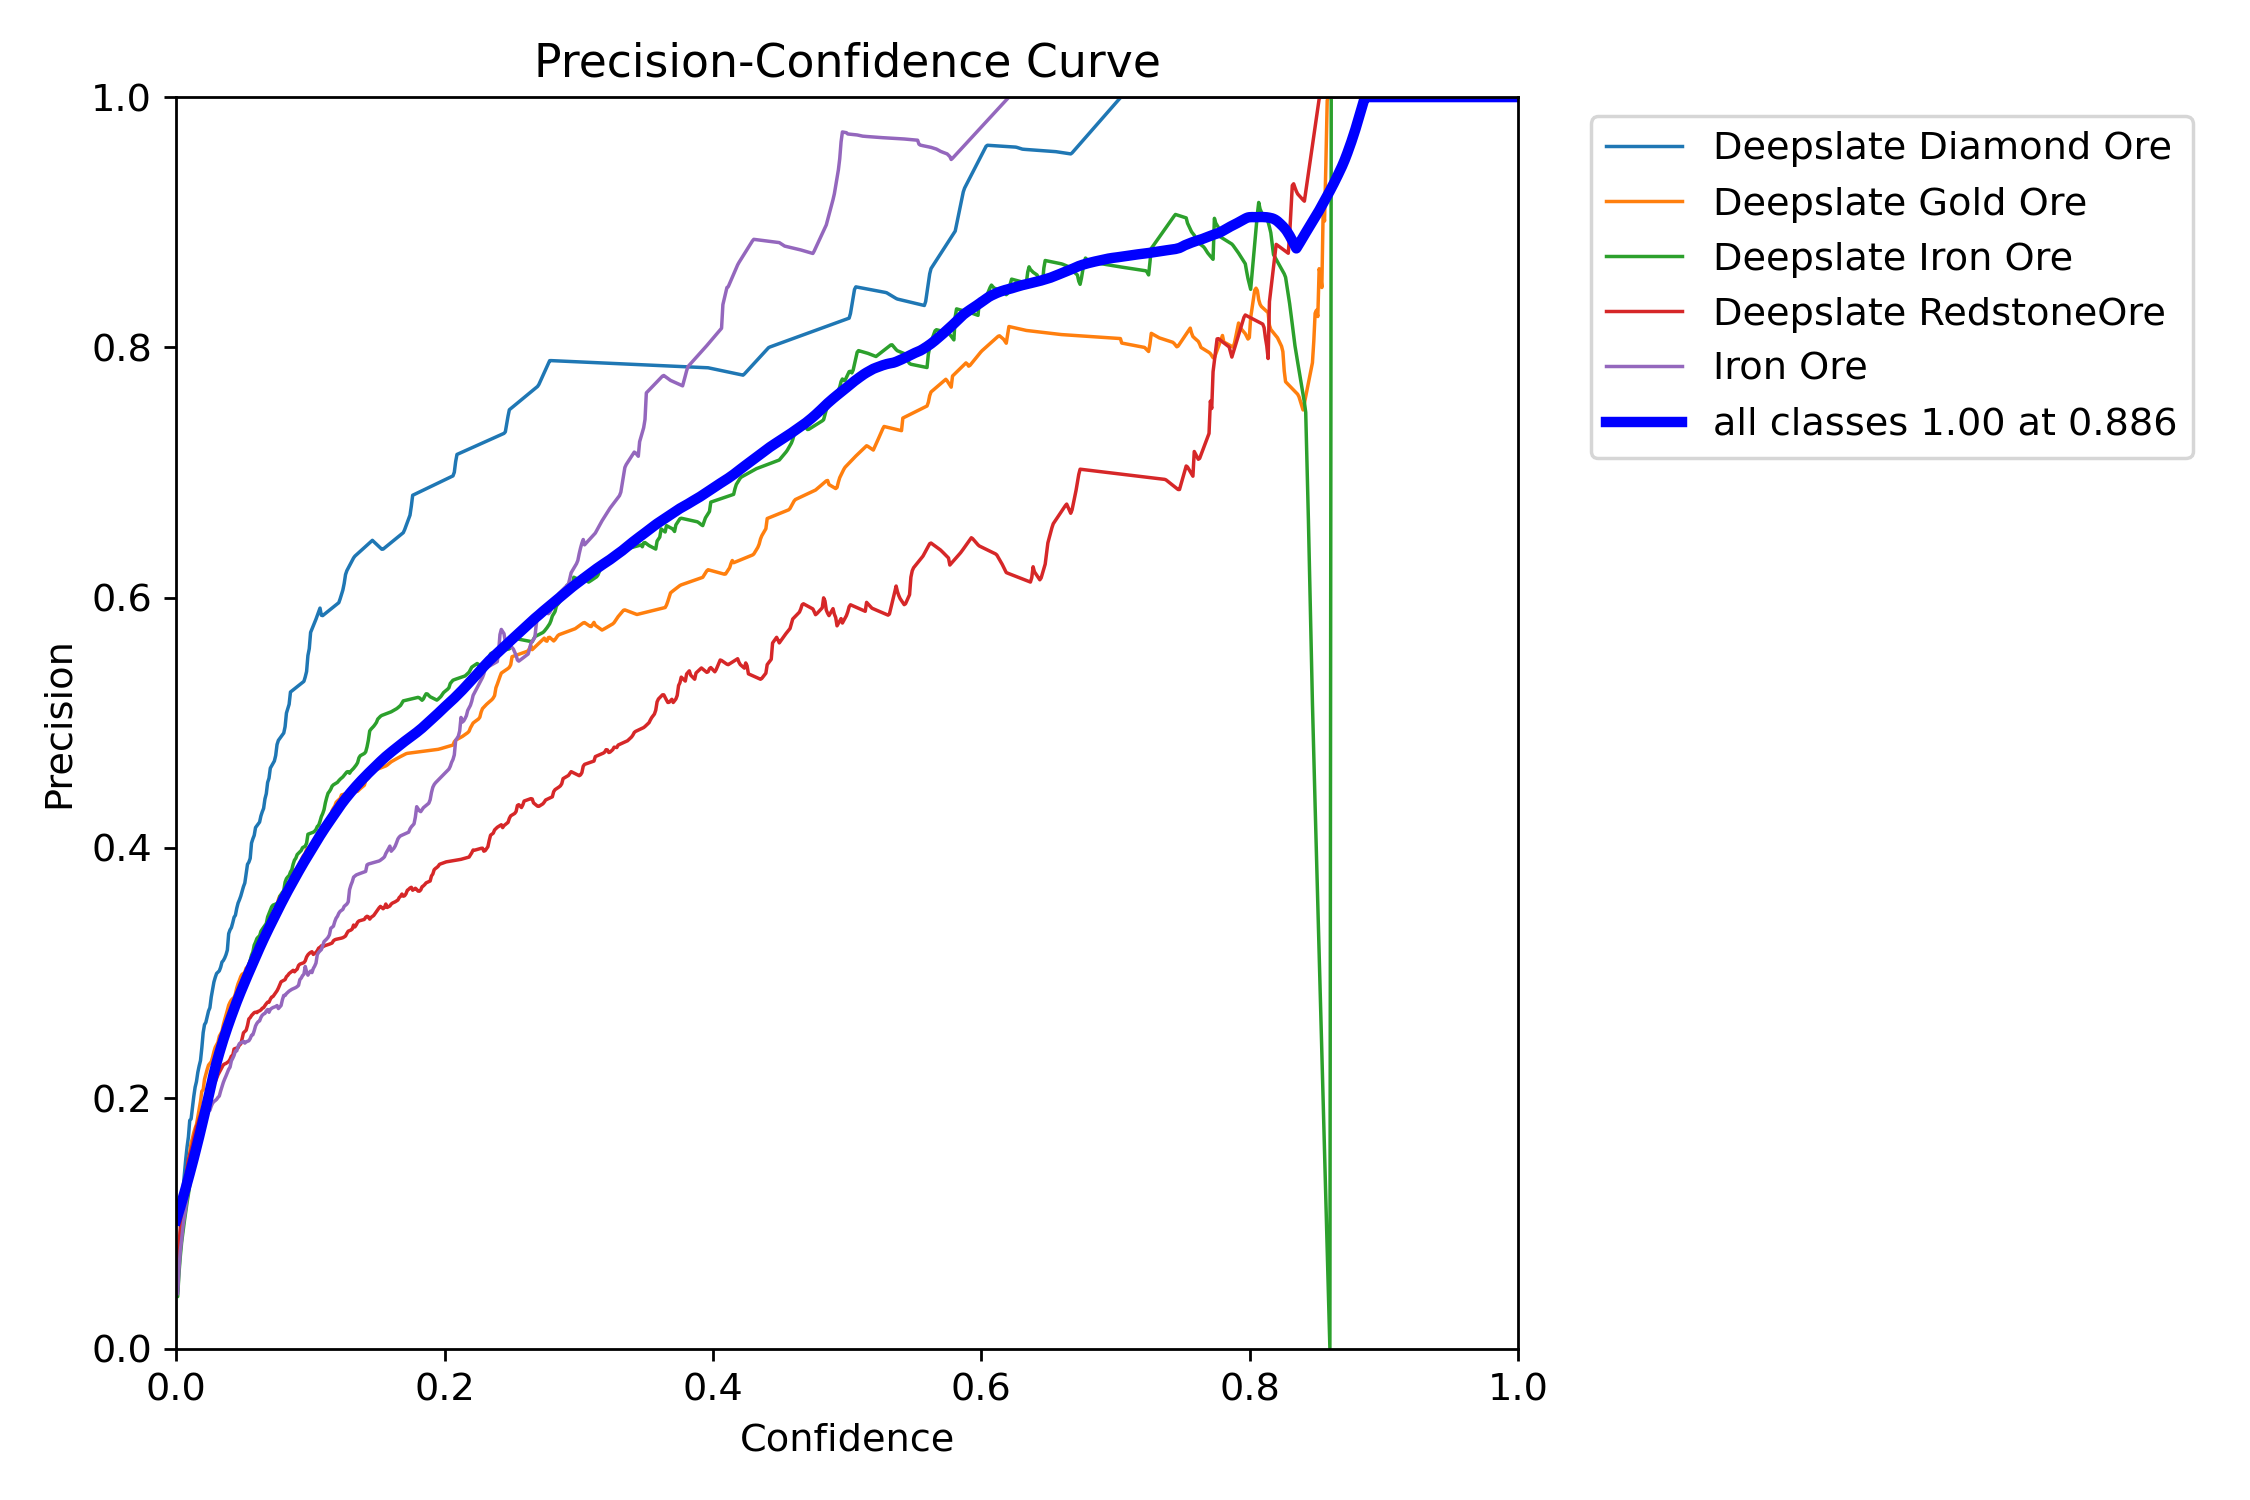 Precision-Confidence Curve
1.0
0.8
0.6
0.4
0.2
0.0
Precision
0.0 0.2 0.4 0.6 0.8 1.0
Confidence
Deepslate Diamond Ore
Deepslate Gold Ore
Deepslate Iron Ore
Deepslate RedstoneOre
Iron Ore
all classes 1.00 at 0.886